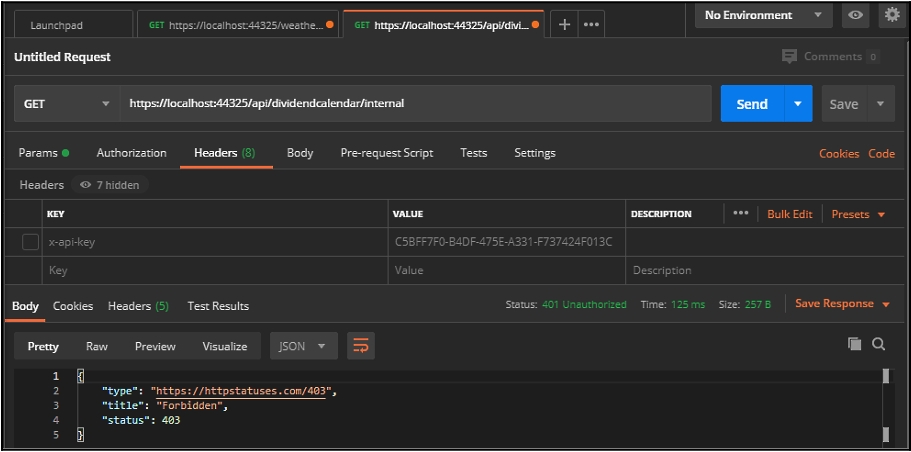 Launchpad GET https://localhost:44325/weathe... GET https://localhost:44325/api/divi... + ••• No Environment
Untitled Request Comments 0
GET https://localhost:44325/api/dividendcalendar/internal Send Save
Params Authorization Headers (8) Body Pre-request Script Tests Settings Cookies Code
Headers 7 hidden
KEY VALUE DESCRIPTION ••• Bulk Edit Presets
x-api-key C5BFF7F0-B4DF-475E-A331-F737424F013C
Key Value Description
Body Cookies Headers (5) Test Results Status: 401 Unauthorized Time: 125 ms Size: 257 B Save Response
Pretty Raw Preview Visualize JSON
1 {
2 "type": "https://httpstatuses.com/403",
3 "title": "Forbidden",
4 "status": 403
5 }